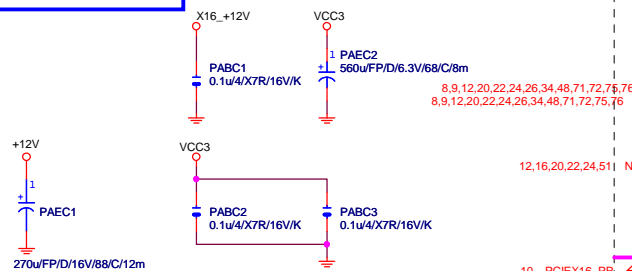 X16_+12V
VCC3
1 PAEC2
560u/FP/D/6.3V/68/C/8m
+
PABC1
0.1u/4/X7R/16V/K
8,9,12,20,22,24,26,34,48,71,72,75,76
8,9,12,20,22,24,26,34,48,71,72,75,76
+12V
VCC3
12,16,20,22,24,51 N
1
+
PAEC1
PABC2
0.1u/4/X7R/16V/K
PABC3
0.1u/4/X7R/16V/K
270u/FP/D/16V/88/C/12m